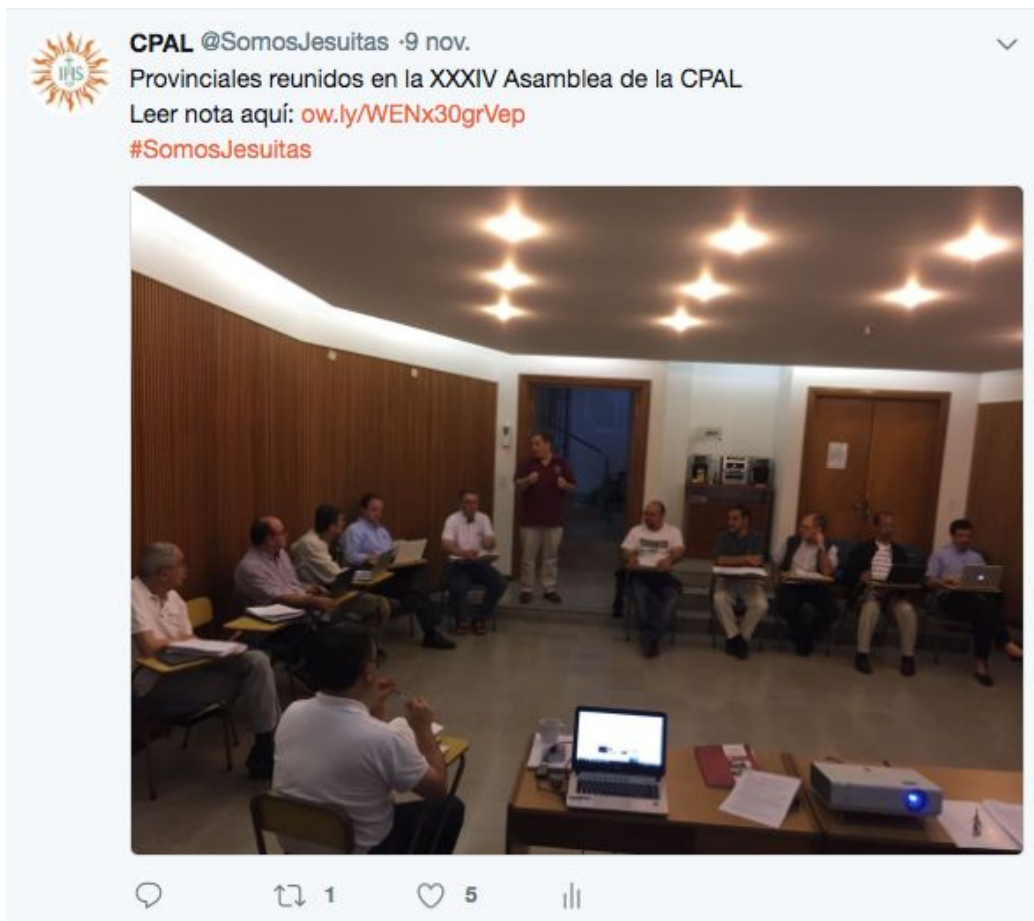 IHS
CPAL @SomosJesuitas ·9 nov.
Provinciales reunidos en la XXXIV Asamblea de la CPAL
Leer nota aquí: ow.ly/WENx30grVep
#SomosJesuitas
1 5